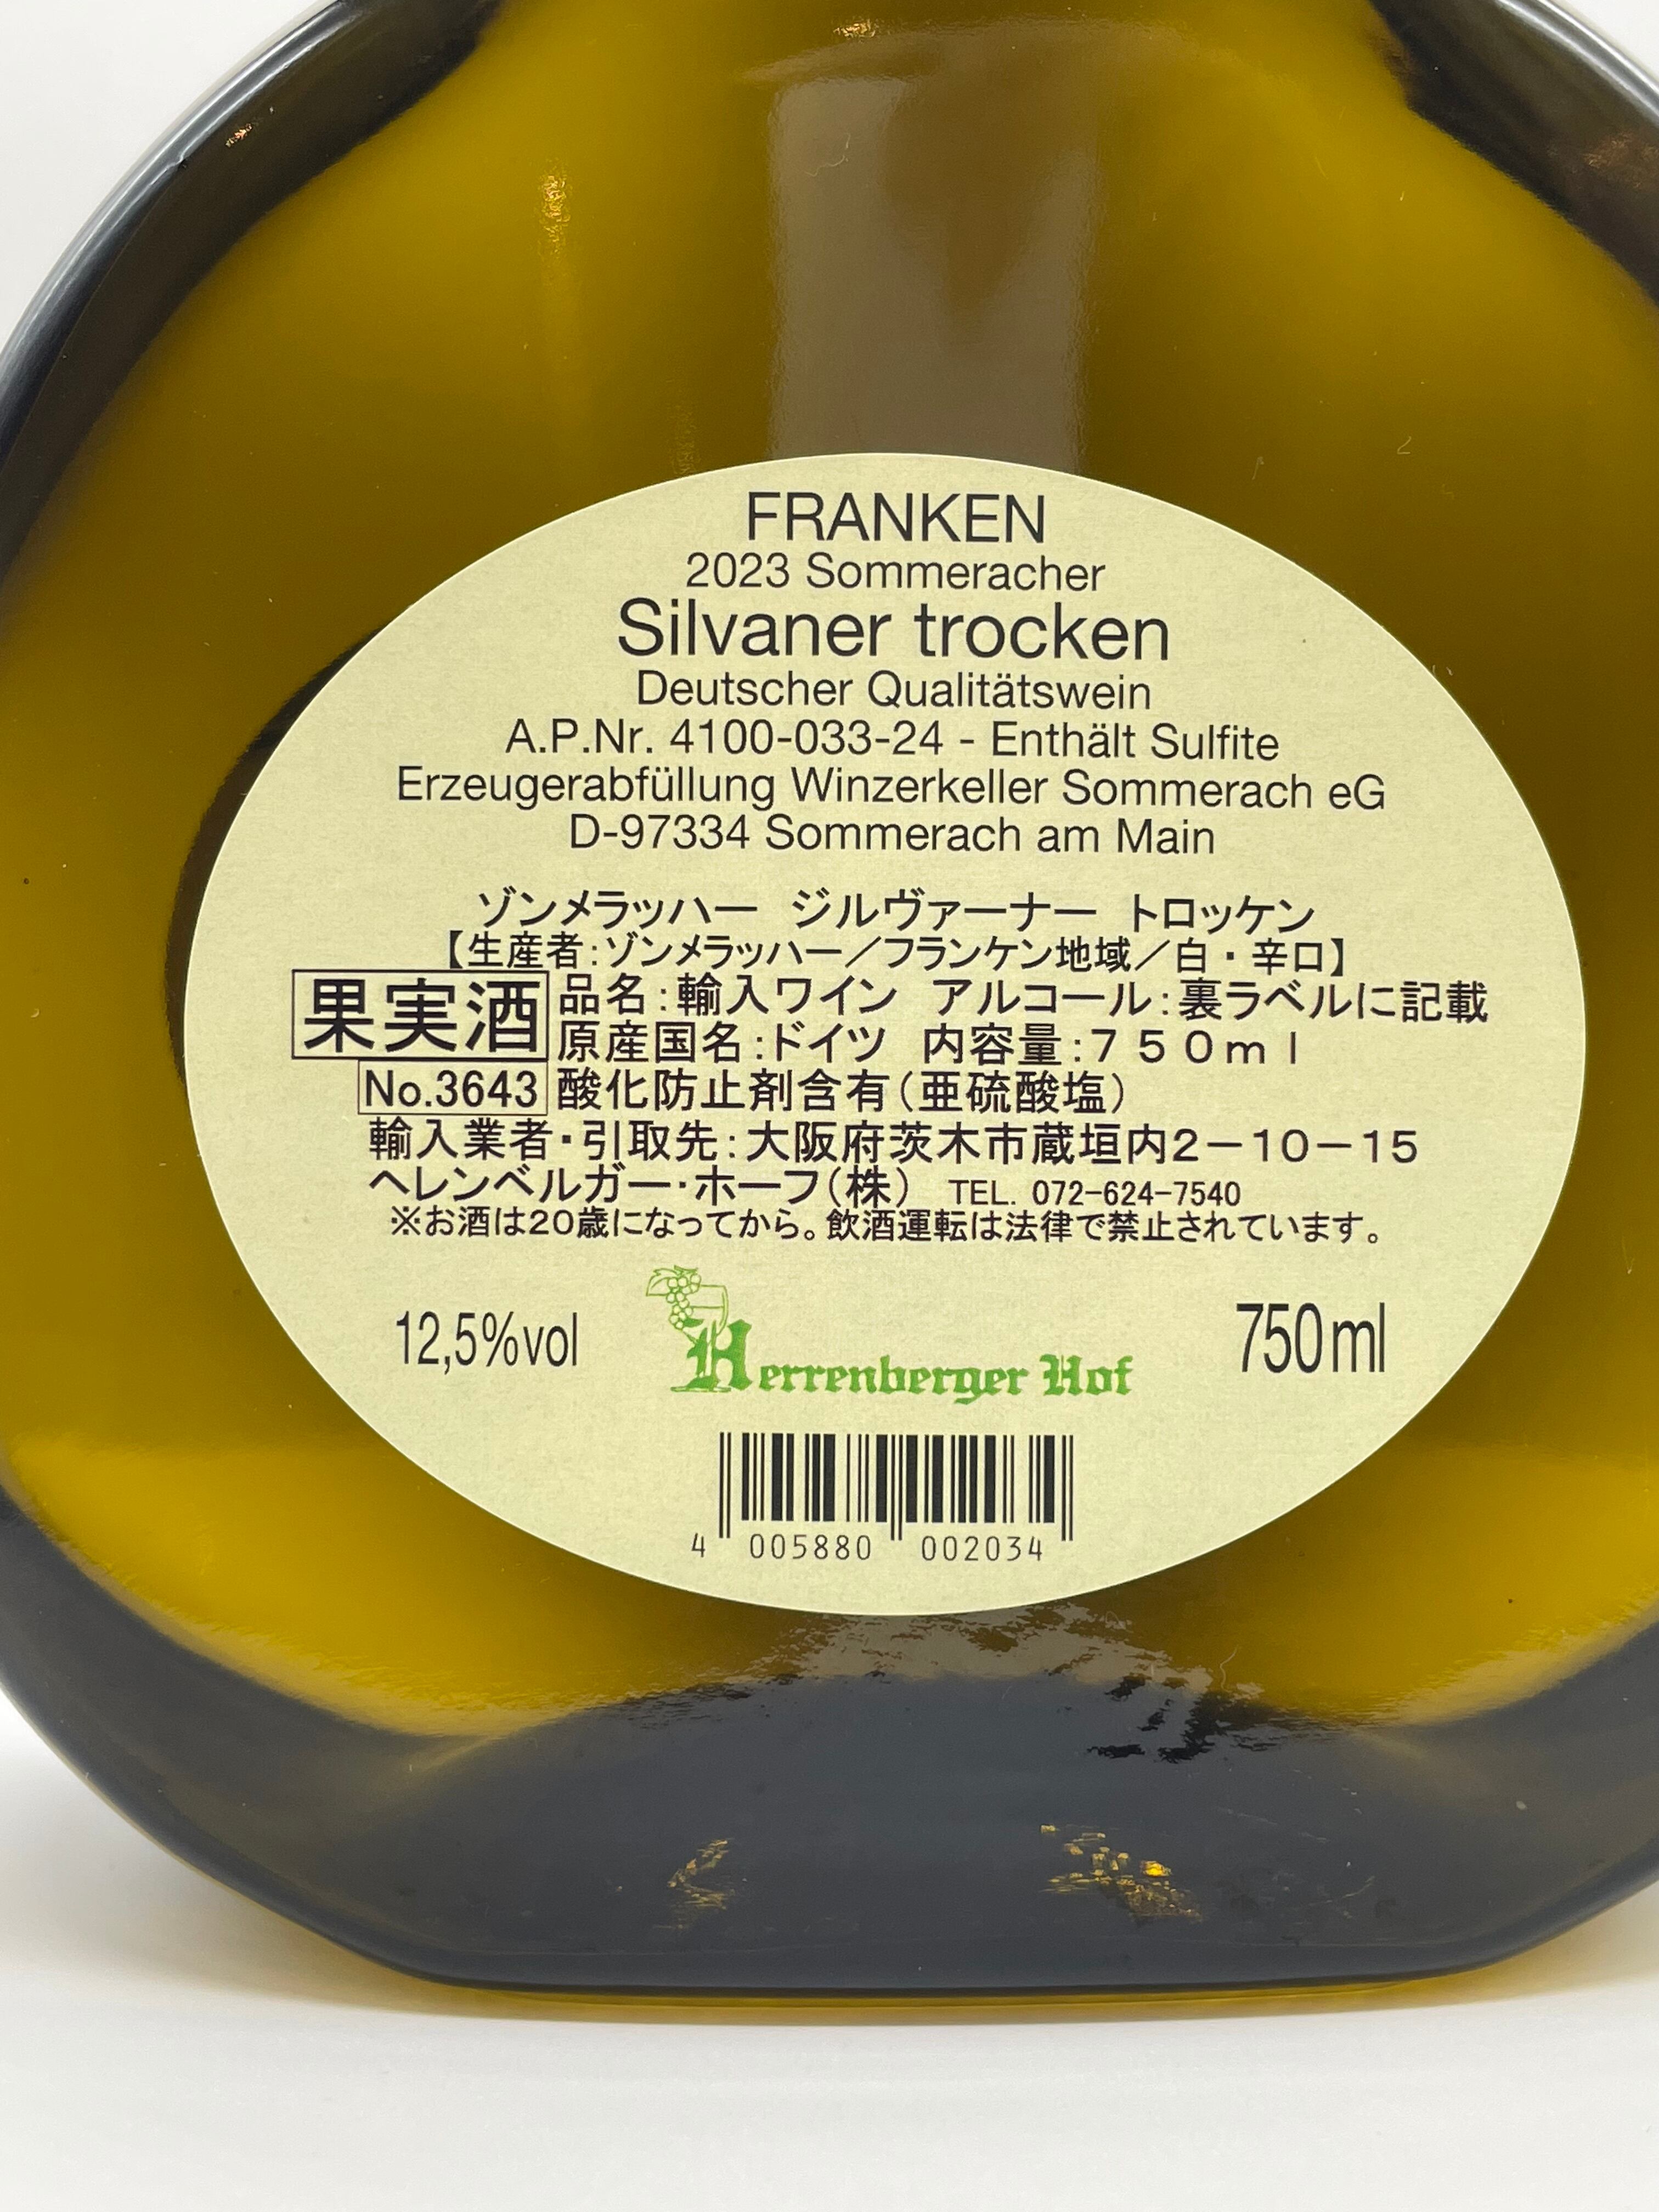 FRANKEN
2023 Sommeracher
Silvaner trocken
Deutscher Qualitätswein
A.P.Nr. 4100-033-24 - Enthält Sulfite
Erzeugerabfüllung Winzerkeller Sommerach eG
D-97334 Sommerach am Main
ゾンメラッハー ジルヴァーナー トロッケン
【生産者:ゾンメラッハー／フランケン地域／白・辛口】
果実酒 品名:輸入ワイン アルコール:裏ラベルに記載
原産国名:ドイツ 内容量:７５０ｍｌ
No.3643 酸化防止剤含有(亜硫酸塩)
輸入業者・引取先:大阪府茨木市蔵垣内2－10－15
ヘレンベルガー・ホーフ(株) TEL. 072-624-7540
※お酒は20歳になってから。飲酒運転は法律で禁止されています。
12,5%vol Herrenberger Hof 750ml
4 005880 002034